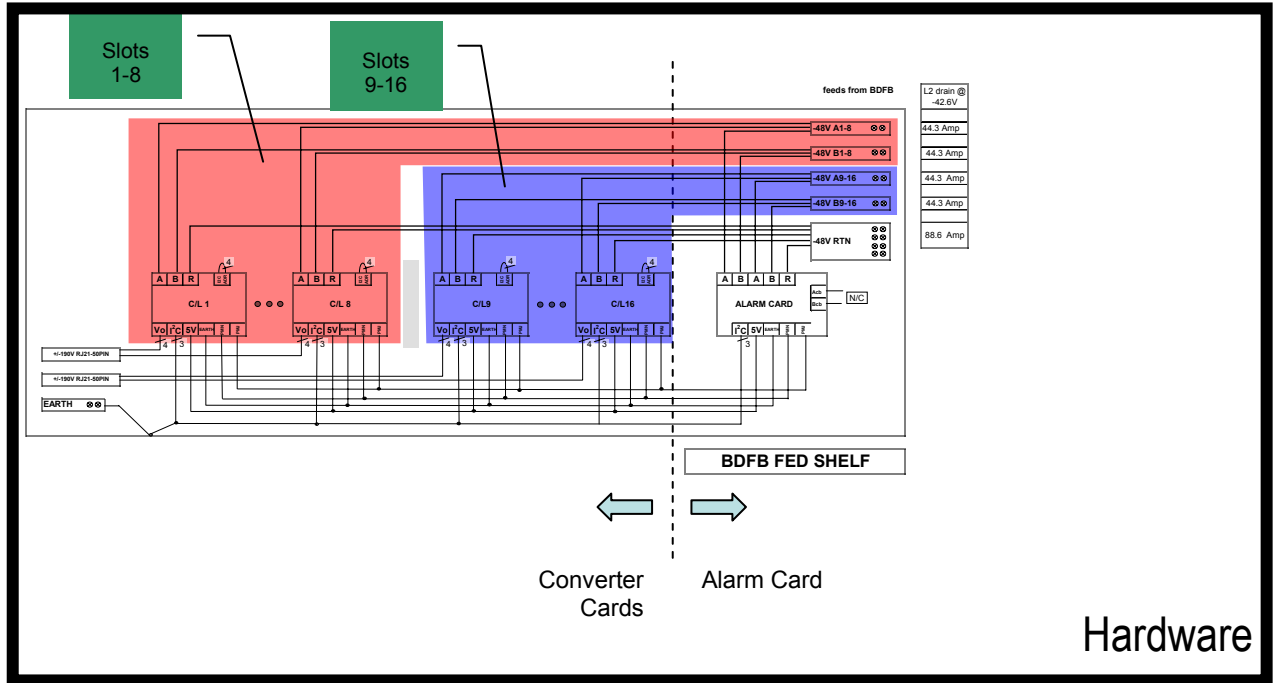 Slots
1-8
Slots
9-16
feeds from BDFB
L2 drain @
-42.6V
-48V A1-8
44.3 Amp
-48V B1-8
44.3 Amp
-48V A9-16
44.3 Amp
-48V B9-16
44.3 Amp
-48V RTN
88.6 Amp
A B R
4
A B R
4
A B R
4
A B R
4
A B A B R
C/L 1
C/L 8
C/L9
C/L16
ALARM CARD
Acb
Bcb
N/C
Vo I²C 5V EARTH
Vo I²C 5V EARTH
Vo I²C 5V EARTH
Vo I²C 5V EARTH
I²C 5V EARTH
4 3
4 3
4 3
4 3
3
+/-190V RJ21-50PIN
+/-190V RJ21-50PIN
EARTH
BDFB FED SHELF
Converter
Cards
Alarm Card
Hardware